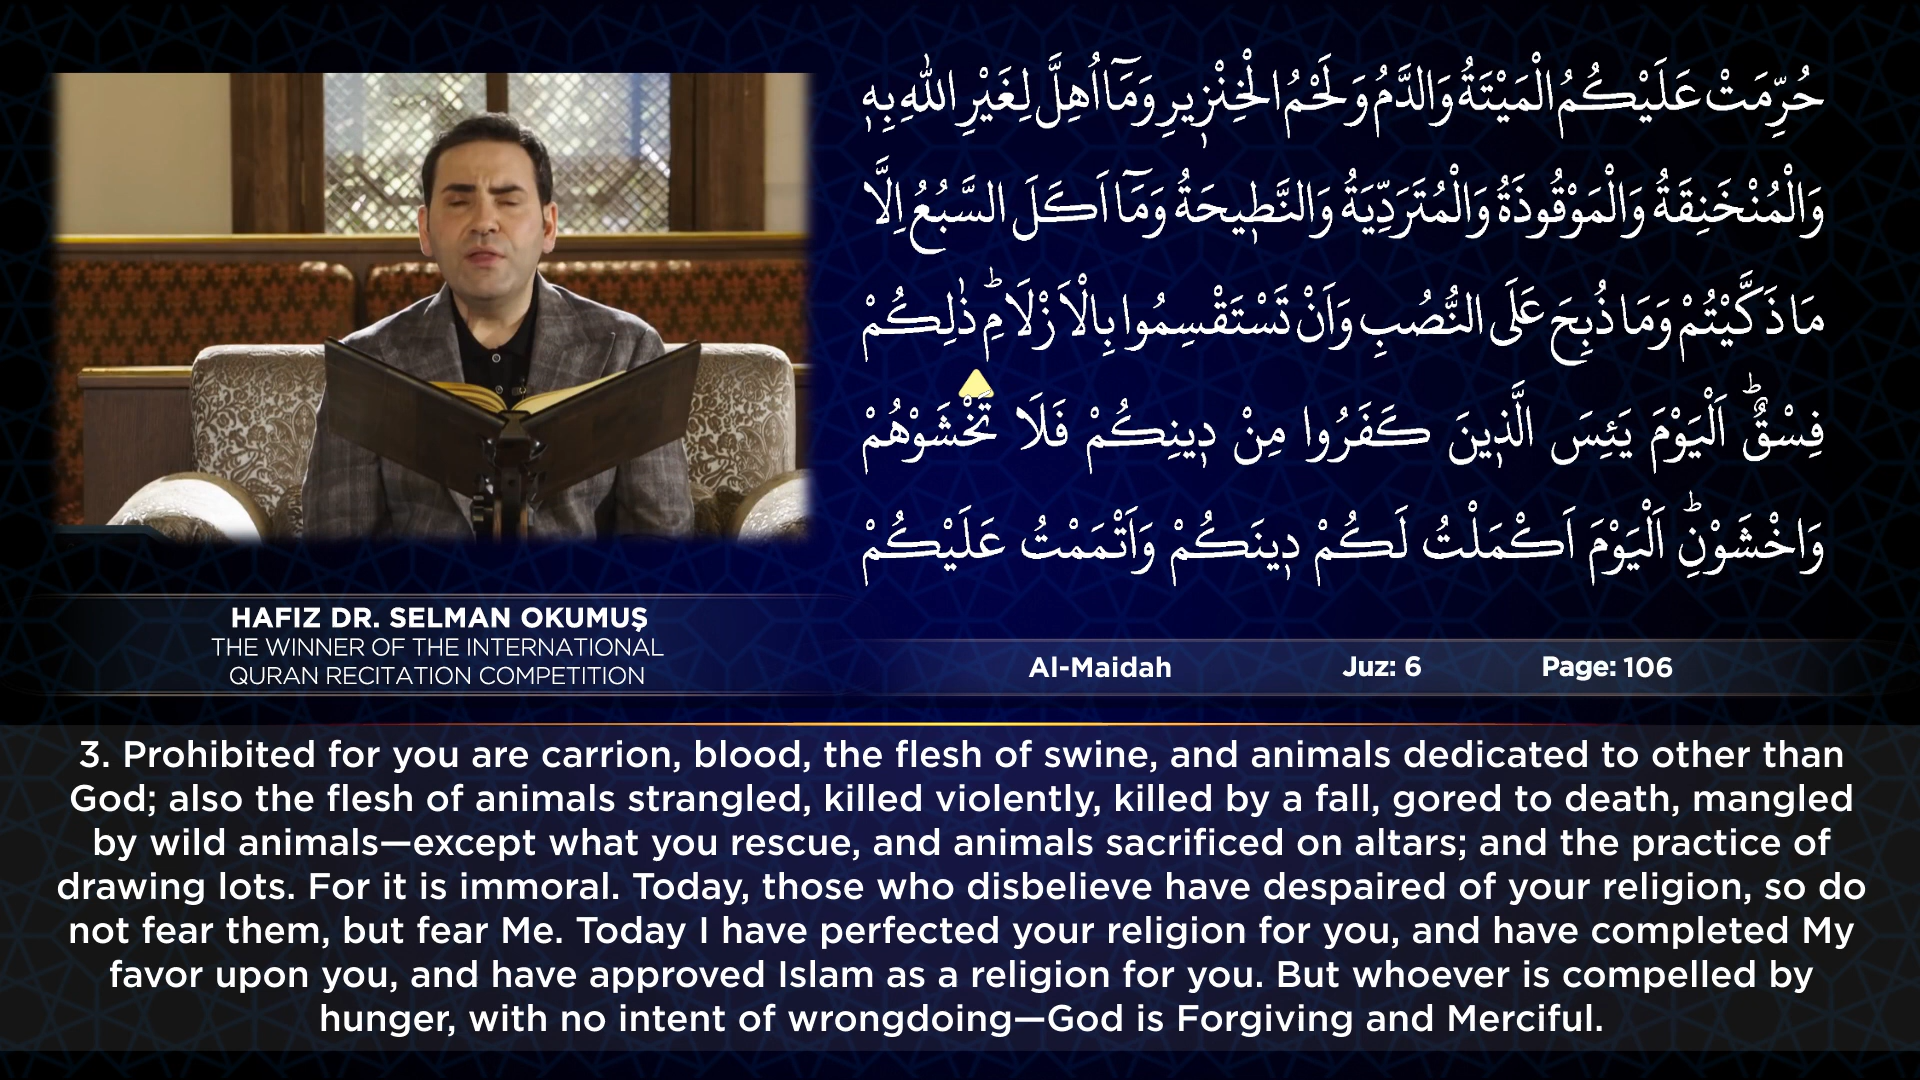 حُرِّمَتْ عَلَيْكُمُ الْمَيْتَةُ وَالدَّمُ وَلَحْمُ الْخِنْز۪يرِ وَمَٓا اُهِلَّ لِغَيْرِ اللّٰهِ بِه۪
وَالْمُنْخَنِقَةُ وَالْمَوْقُوذَةُ وَالْمُتَرَدِّيَةُ وَالنَّط۪يحَةُ وَمَٓا اَكَلَ السَّبُعُ اِلَّا
مَا ذَكَّيْتُمْ وَمَا ذُبِحَ عَلَى النُّصُبِ وَاَنْ تَسْتَقْسِمُوا بِالْاَزْلَامِۜ ذٰلِكُمْ
فِسْقٌۜ اَلْيَوْمَ يَئِسَ الَّذ۪ينَ كَفَرُوا مِنْ د۪ينِكُمْ فَلَا تَخْشَوْهُمْ
وَاخْشَوْنِۜ اَلْيَوْمَ اَكْمَلْتُ لَكُمْ د۪ينَكُمْ وَاَتْمَمْتُ عَلَيْكُمْ
HAFIZ DR. SELMAN OKUMUŞ
THE WINNER OF THE INTERNATIONAL
QURAN RECITATION COMPETITION
Al-Maidah Juz: 6 Page: 106
3. Prohibited for you are carrion, blood, the flesh of swine, and animals dedicated to other than
God; also the flesh of animals strangled, killed violently, killed by a fall, gored to death, mangled
by wild animals—except what you rescue, and animals sacrificed on altars; and the practice of
drawing lots. For it is immoral. Today, those who disbelieve have despaired of your religion, so do
not fear them, but fear Me. Today I have perfected your religion for you, and have completed My
favor upon you, and have approved Islam as a religion for you. But whoever is compelled by
hunger, with no intent of wrongdoing—God is Forgiving and Merciful.